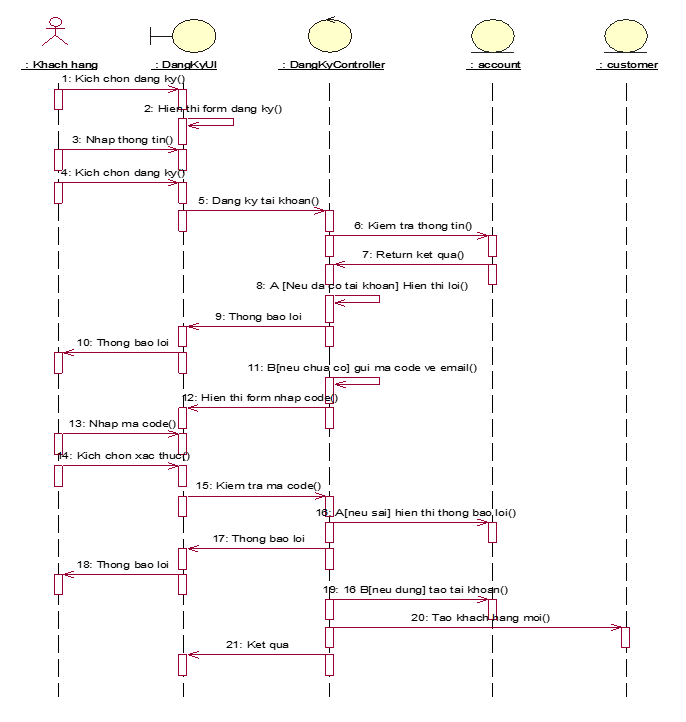 : Khach hang
: DangKyUI
: DangKyController
: account
: customer
1: Kich chon dang ky()
2: Hien thi form dang ky()
3: Nhap thong tin()
4: Kich chon dang ky()
5: Dang ky tai khoan()
6: Kiem tra thong tin()
7: Return ket qua()
8: A [Neu da co tai khoan] Hien thi loi()
9: Thong bao loi
10: Thong bao loi
11: B[neu chua co] gui ma code ve email()
12: Hien thi form nhap code()
13: Nhap ma code()
14: Kich chon xac thuc()
15: Kiem tra ma code()
16: A[neu sai] hien thi thong bao loi()
17: Thong bao loi
18: Thong bao loi
19: 16 B[neu dung] tao tai khoan()
20: Tao khach hang moi()
21: Ket qua